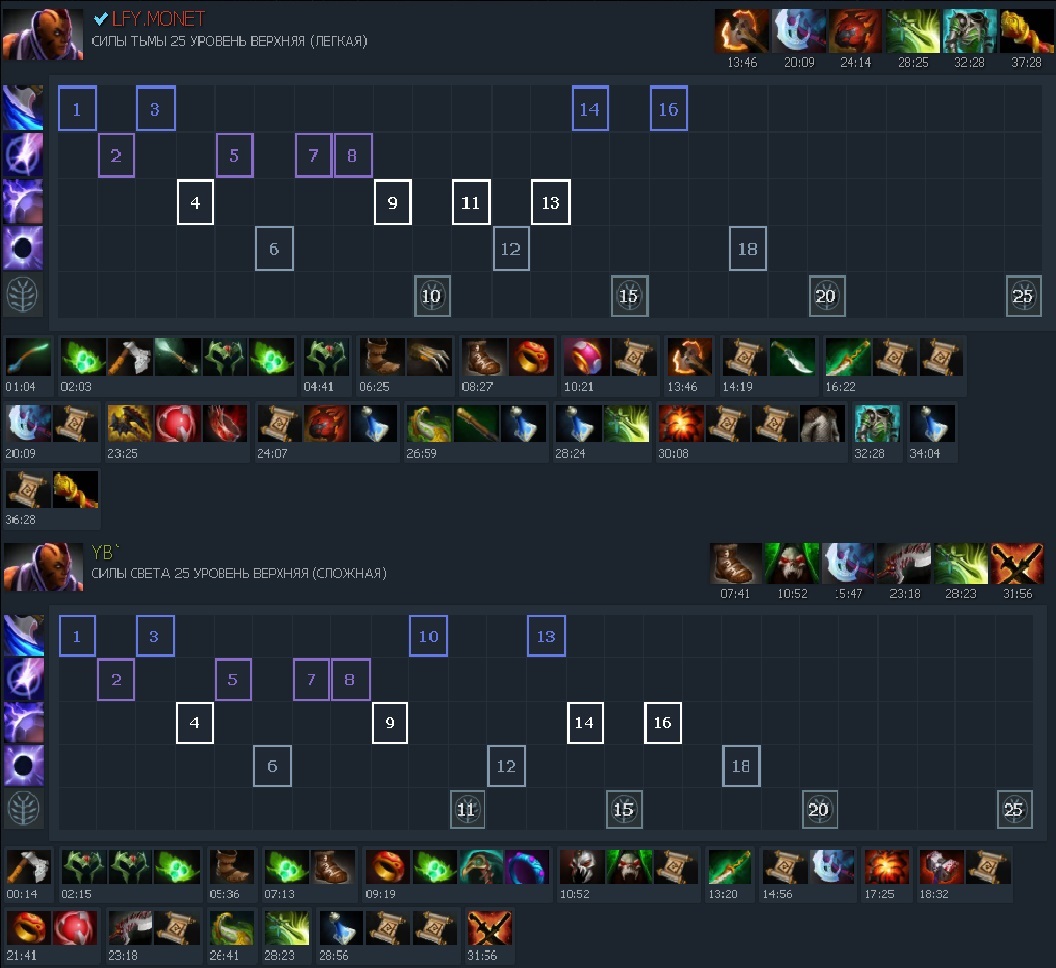 LFY.MONET
СИЛЫ ТЬМЫ 25 УРОВЕНЬ ВЕРХНЯЯ (ЛЕГКАЯ)
13:46 20:09 24:14 28:25 32:28 37:28
1 3 14 16
2 5 7 8
4 9 11 13
6 12 18
10 15 20 25
01:04 02:03 04:41 06:25 08:27 10:21 13:46 14:19 16:22
20:09 23:25 24:07 26:59 28:24 30:08 32:28 34:04
36:28
YB`
СИЛЫ СВЕТА 25 УРОВЕНЬ ВЕРХНЯЯ (СЛОЖНАЯ)
07:41 10:52 15:47 23:18 28:23 31:56
1 3 10 13
2 5 7 8
4 9 14 16
6 12 18
11 15 20 25
00:14 02:15 05:36 07:13 09:19 10:52 13:20 14:56 17:25 18:32
21:41 23:18 26:41 28:23 28:56 31:56